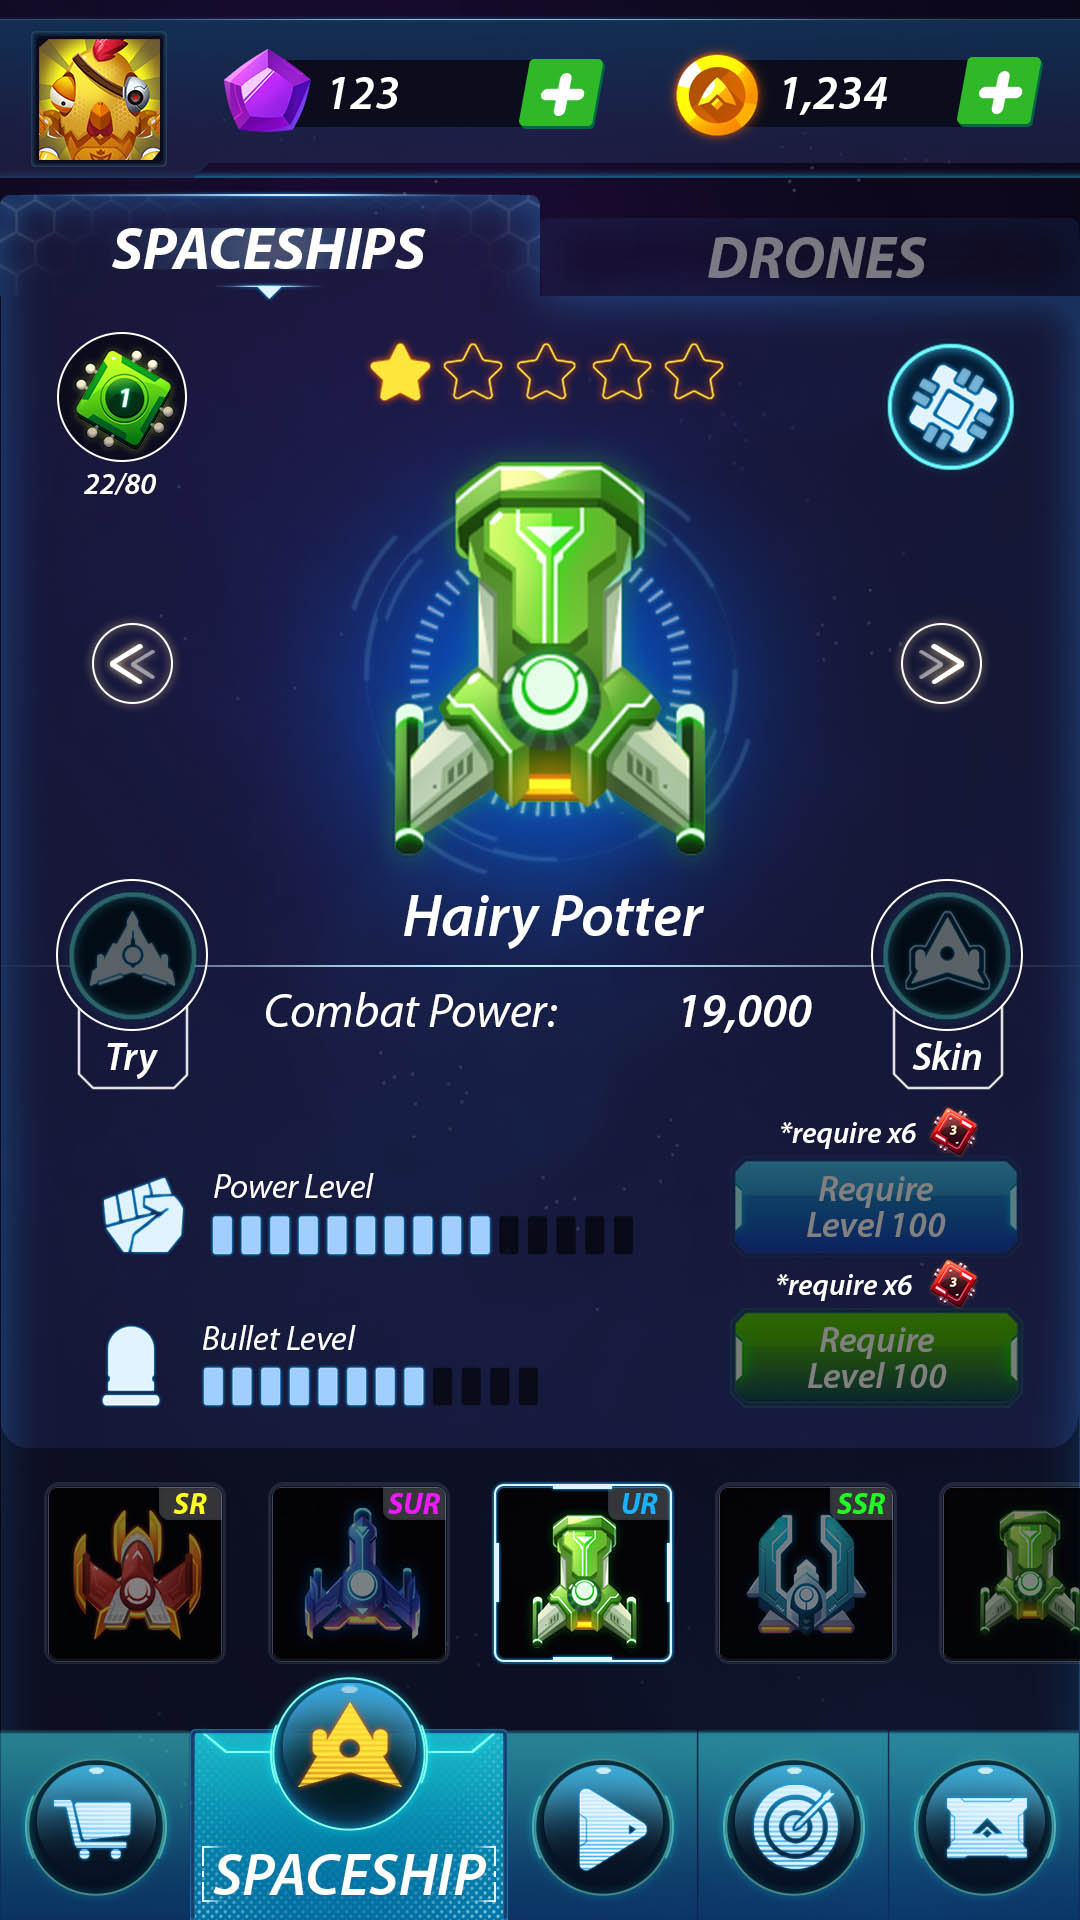 123
1,234
SPACESHIPS
DRONES
1
22/80
Hairy Potter
Combat Power: 19,000
Try
Skin
*require x6
3
Power Level
Require
Level 100
*require x6
3
Bullet Level
Require
Level 100
SR
SUR
UR
SSR
SPACESHIP